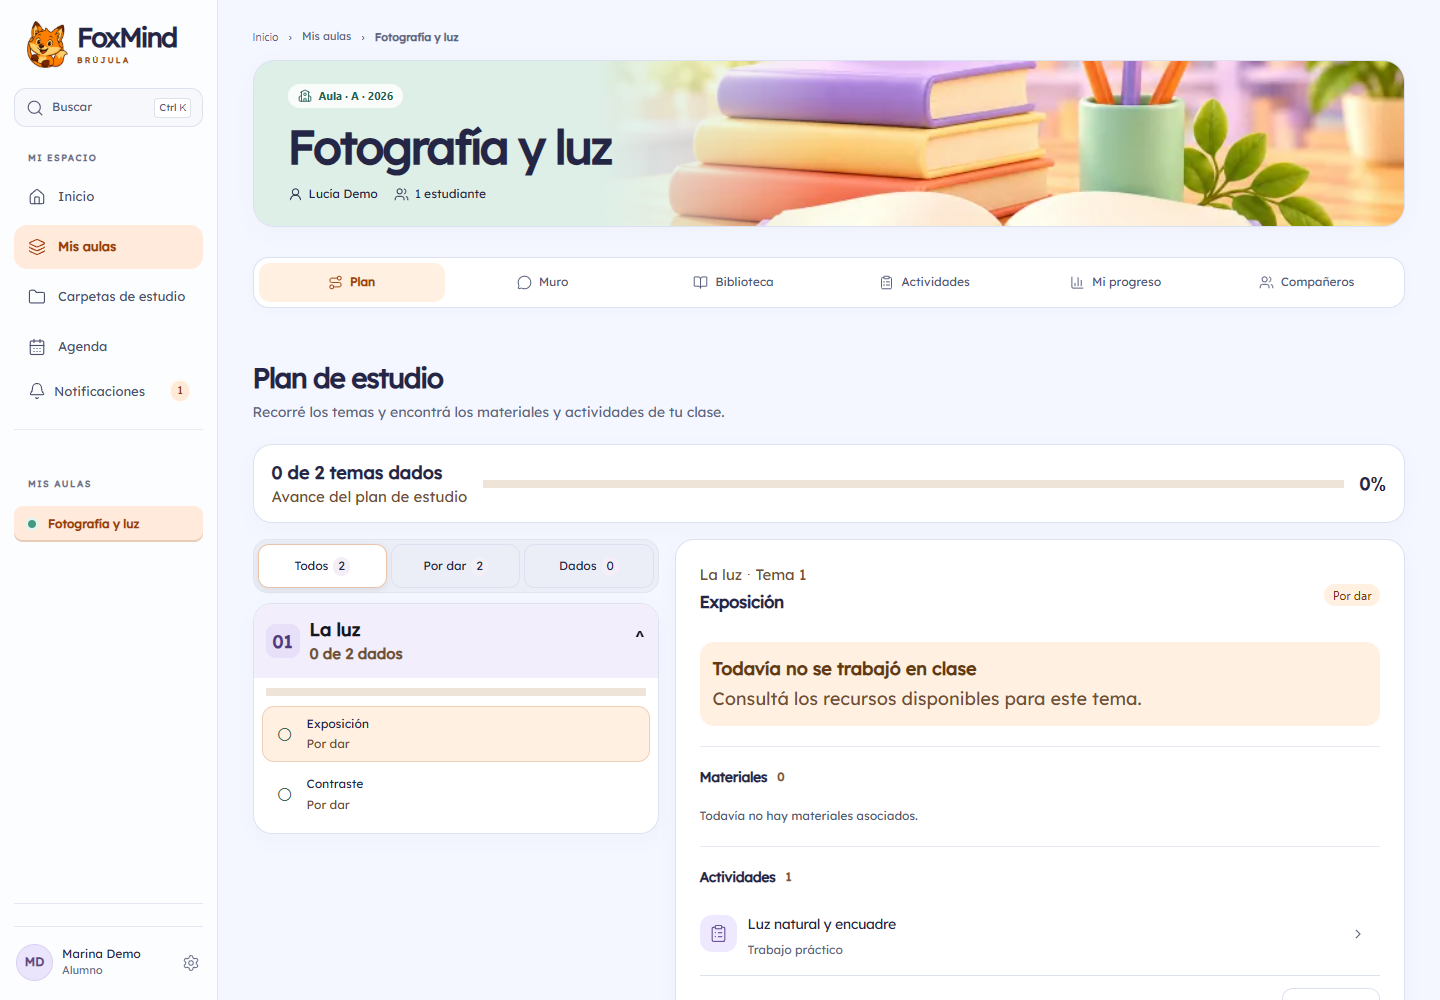 FoxMind
BRÚJULA
Buscar
Ctrl K
MI ESPACIO
Inicio
Mis aulas
Carpetas de estudio
Agenda
Notificaciones 1
MIS AULAS
Fotografía y luz
MD
Marina Demo
Alumno
Inicio › Mis aulas › Fotografía y luz
Aula · A · 2026
Fotografía y luz
Lucía Demo 1 estudiante
Plan Muro Biblioteca Actividades Mi progreso Compañeros
Plan de estudio
Recorré los temas y encontrá los materiales y actividades de tu clase.
0 de 2 temas dados
Avance del plan de estudio
0%
Todos 2 Por dar 2 Dados 0
01
La luz
0 de 2 dados
Exposición
Por dar
Contraste
Por dar
La luz · Tema 1
Exposición
Por dar
Todavía no se trabajó en clase
Consultá los recursos disponibles para este tema.
Materiales 0
Todavía no hay materiales asociados.
Actividades 1
Luz natural y encuadre
Trabajo práctico